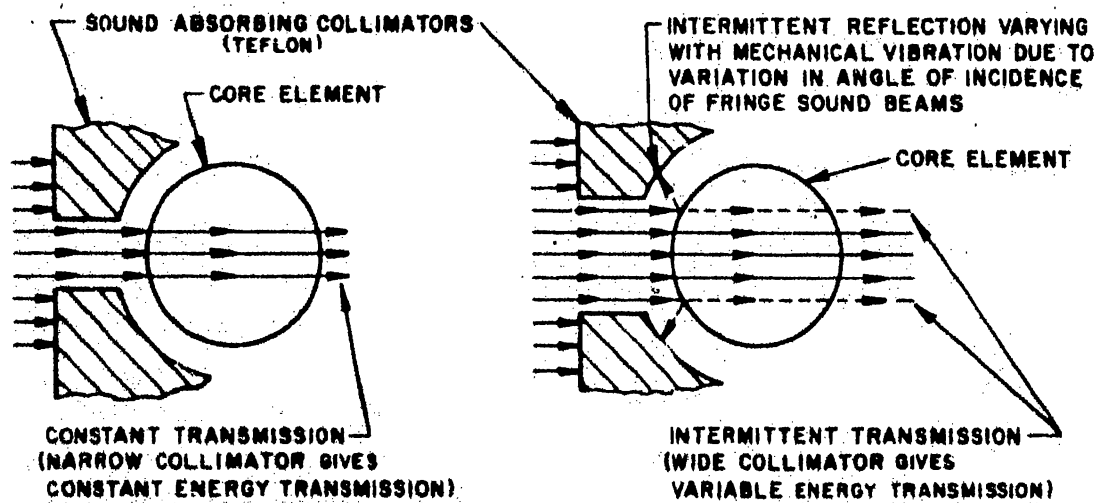 SOUND ABSORBING COLLIMATORS
(TEFLON)
CORE ELEMENT
CONSTANT TRANSMISSION
(NARROW COLLIMATOR GIVES
CONSTANT ENERGY TRANSMISSION)
INTERMITTENT REFLECTION VARYING
WITH MECHANICAL VIBRATION DUE TO
VARIATION IN ANGLE OF INCIDENCE
OF FRINGE SOUND BEAMS
CORE ELEMENT
INTERMITTENT TRANSMISSION
(WIDE COLLIMATOR GIVES
VARIABLE ENERGY TRANSMISSION)